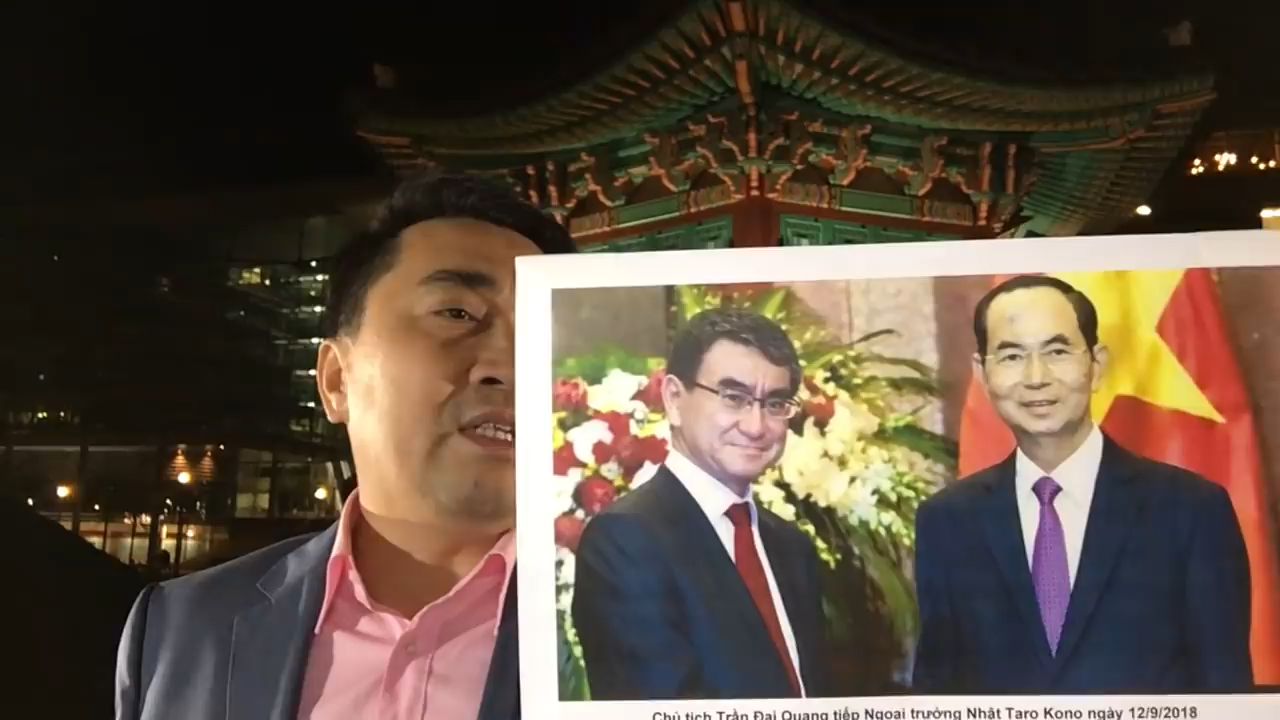 Chủ tịch Trần Đại Quang tiếp Ngoại trưởng Nhật Taro Kono ngày 12/9/2018